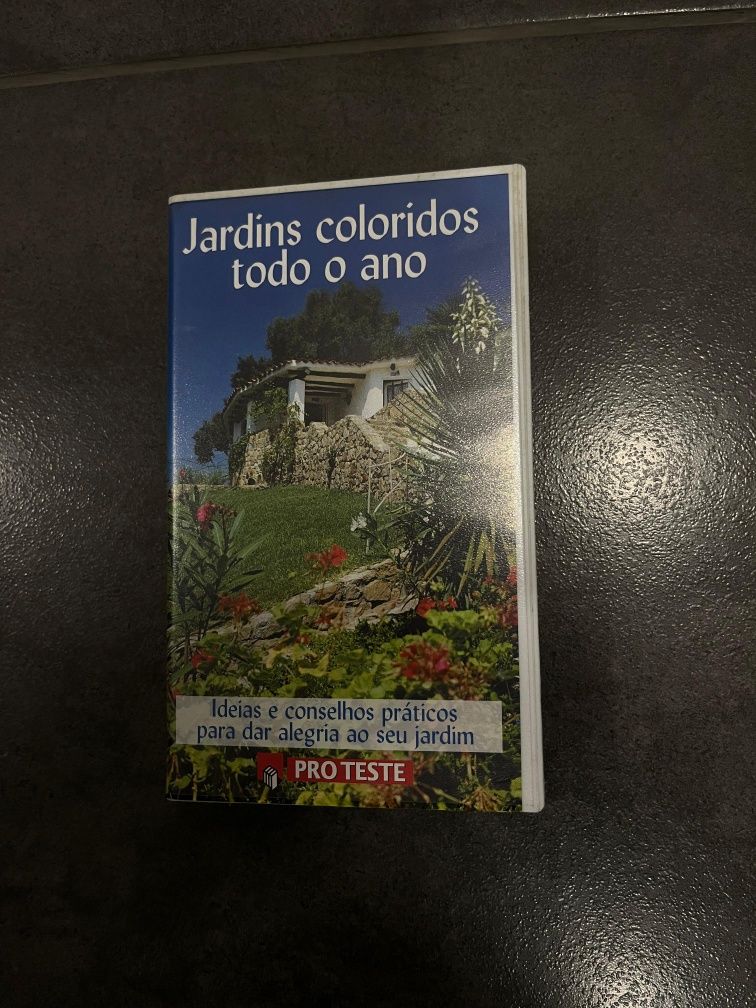 Jardins coloridos
todo o ano
Ideias e conselhos práticos
para dar alegria ao seu jardim
PRO TESTE